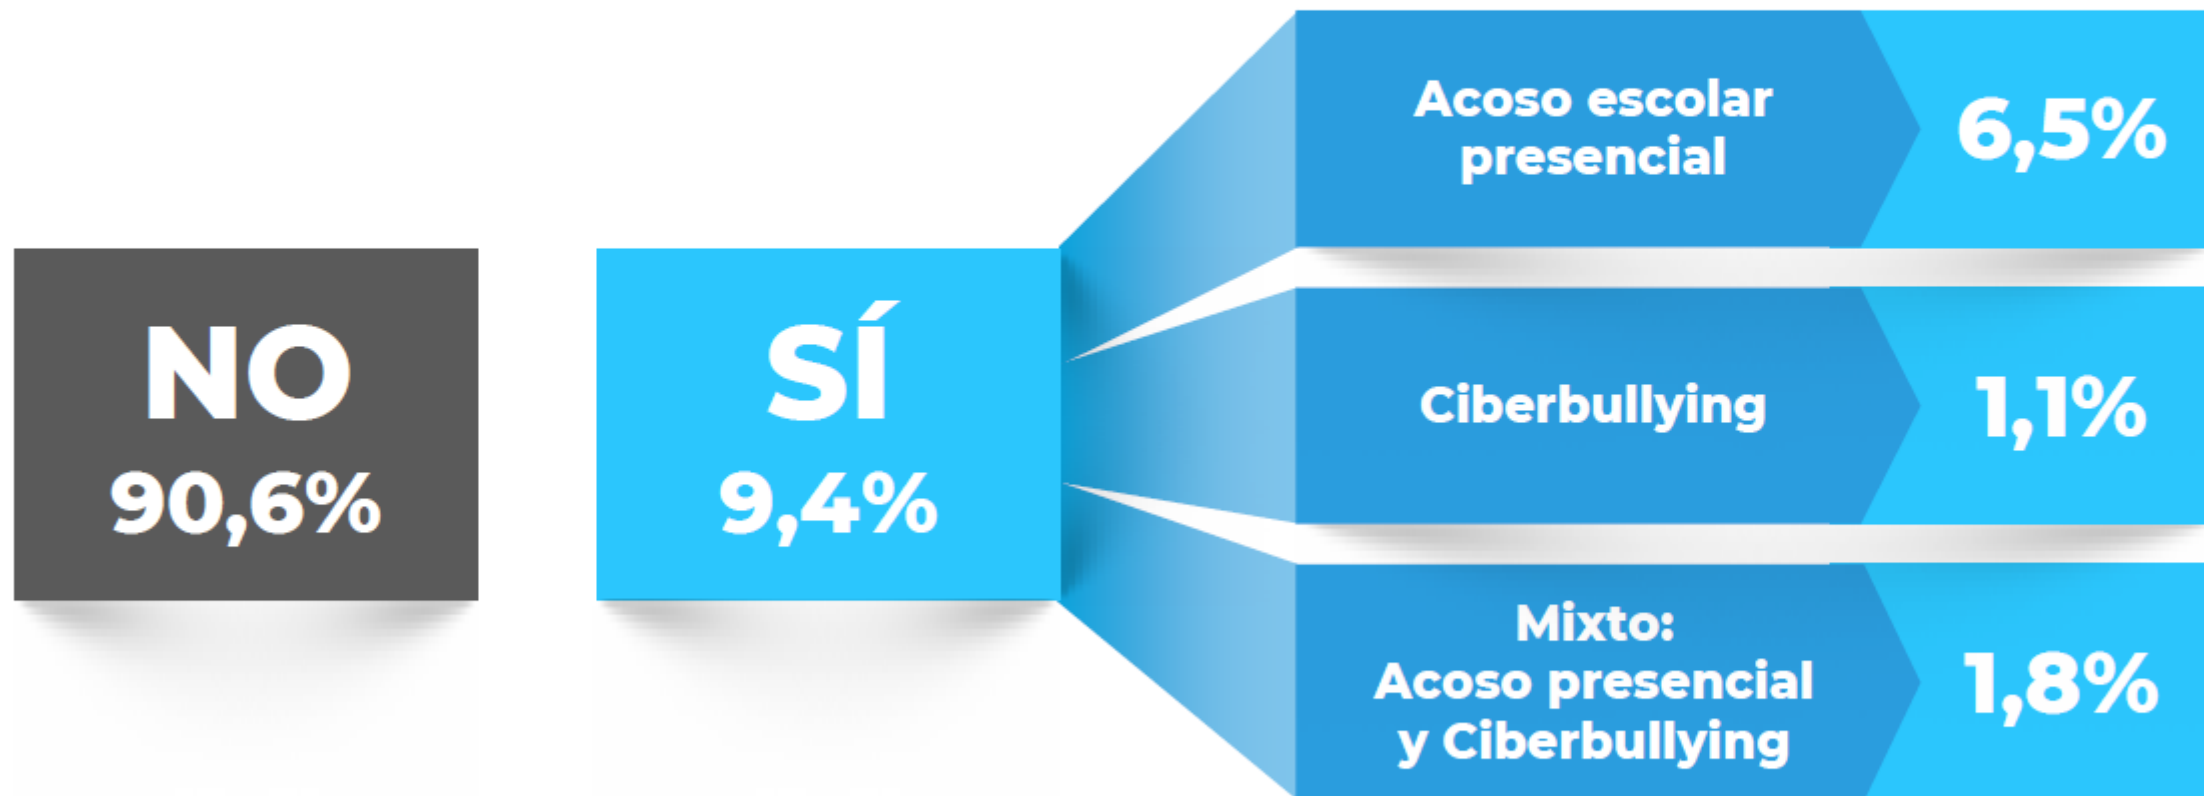 NO
90,6%
SÍ
9,4%
Acoso escolar
presencial
6,5%
Ciberbullying
1,1%
Mixto:
Acoso presencial
y Ciberbullying
1,8%